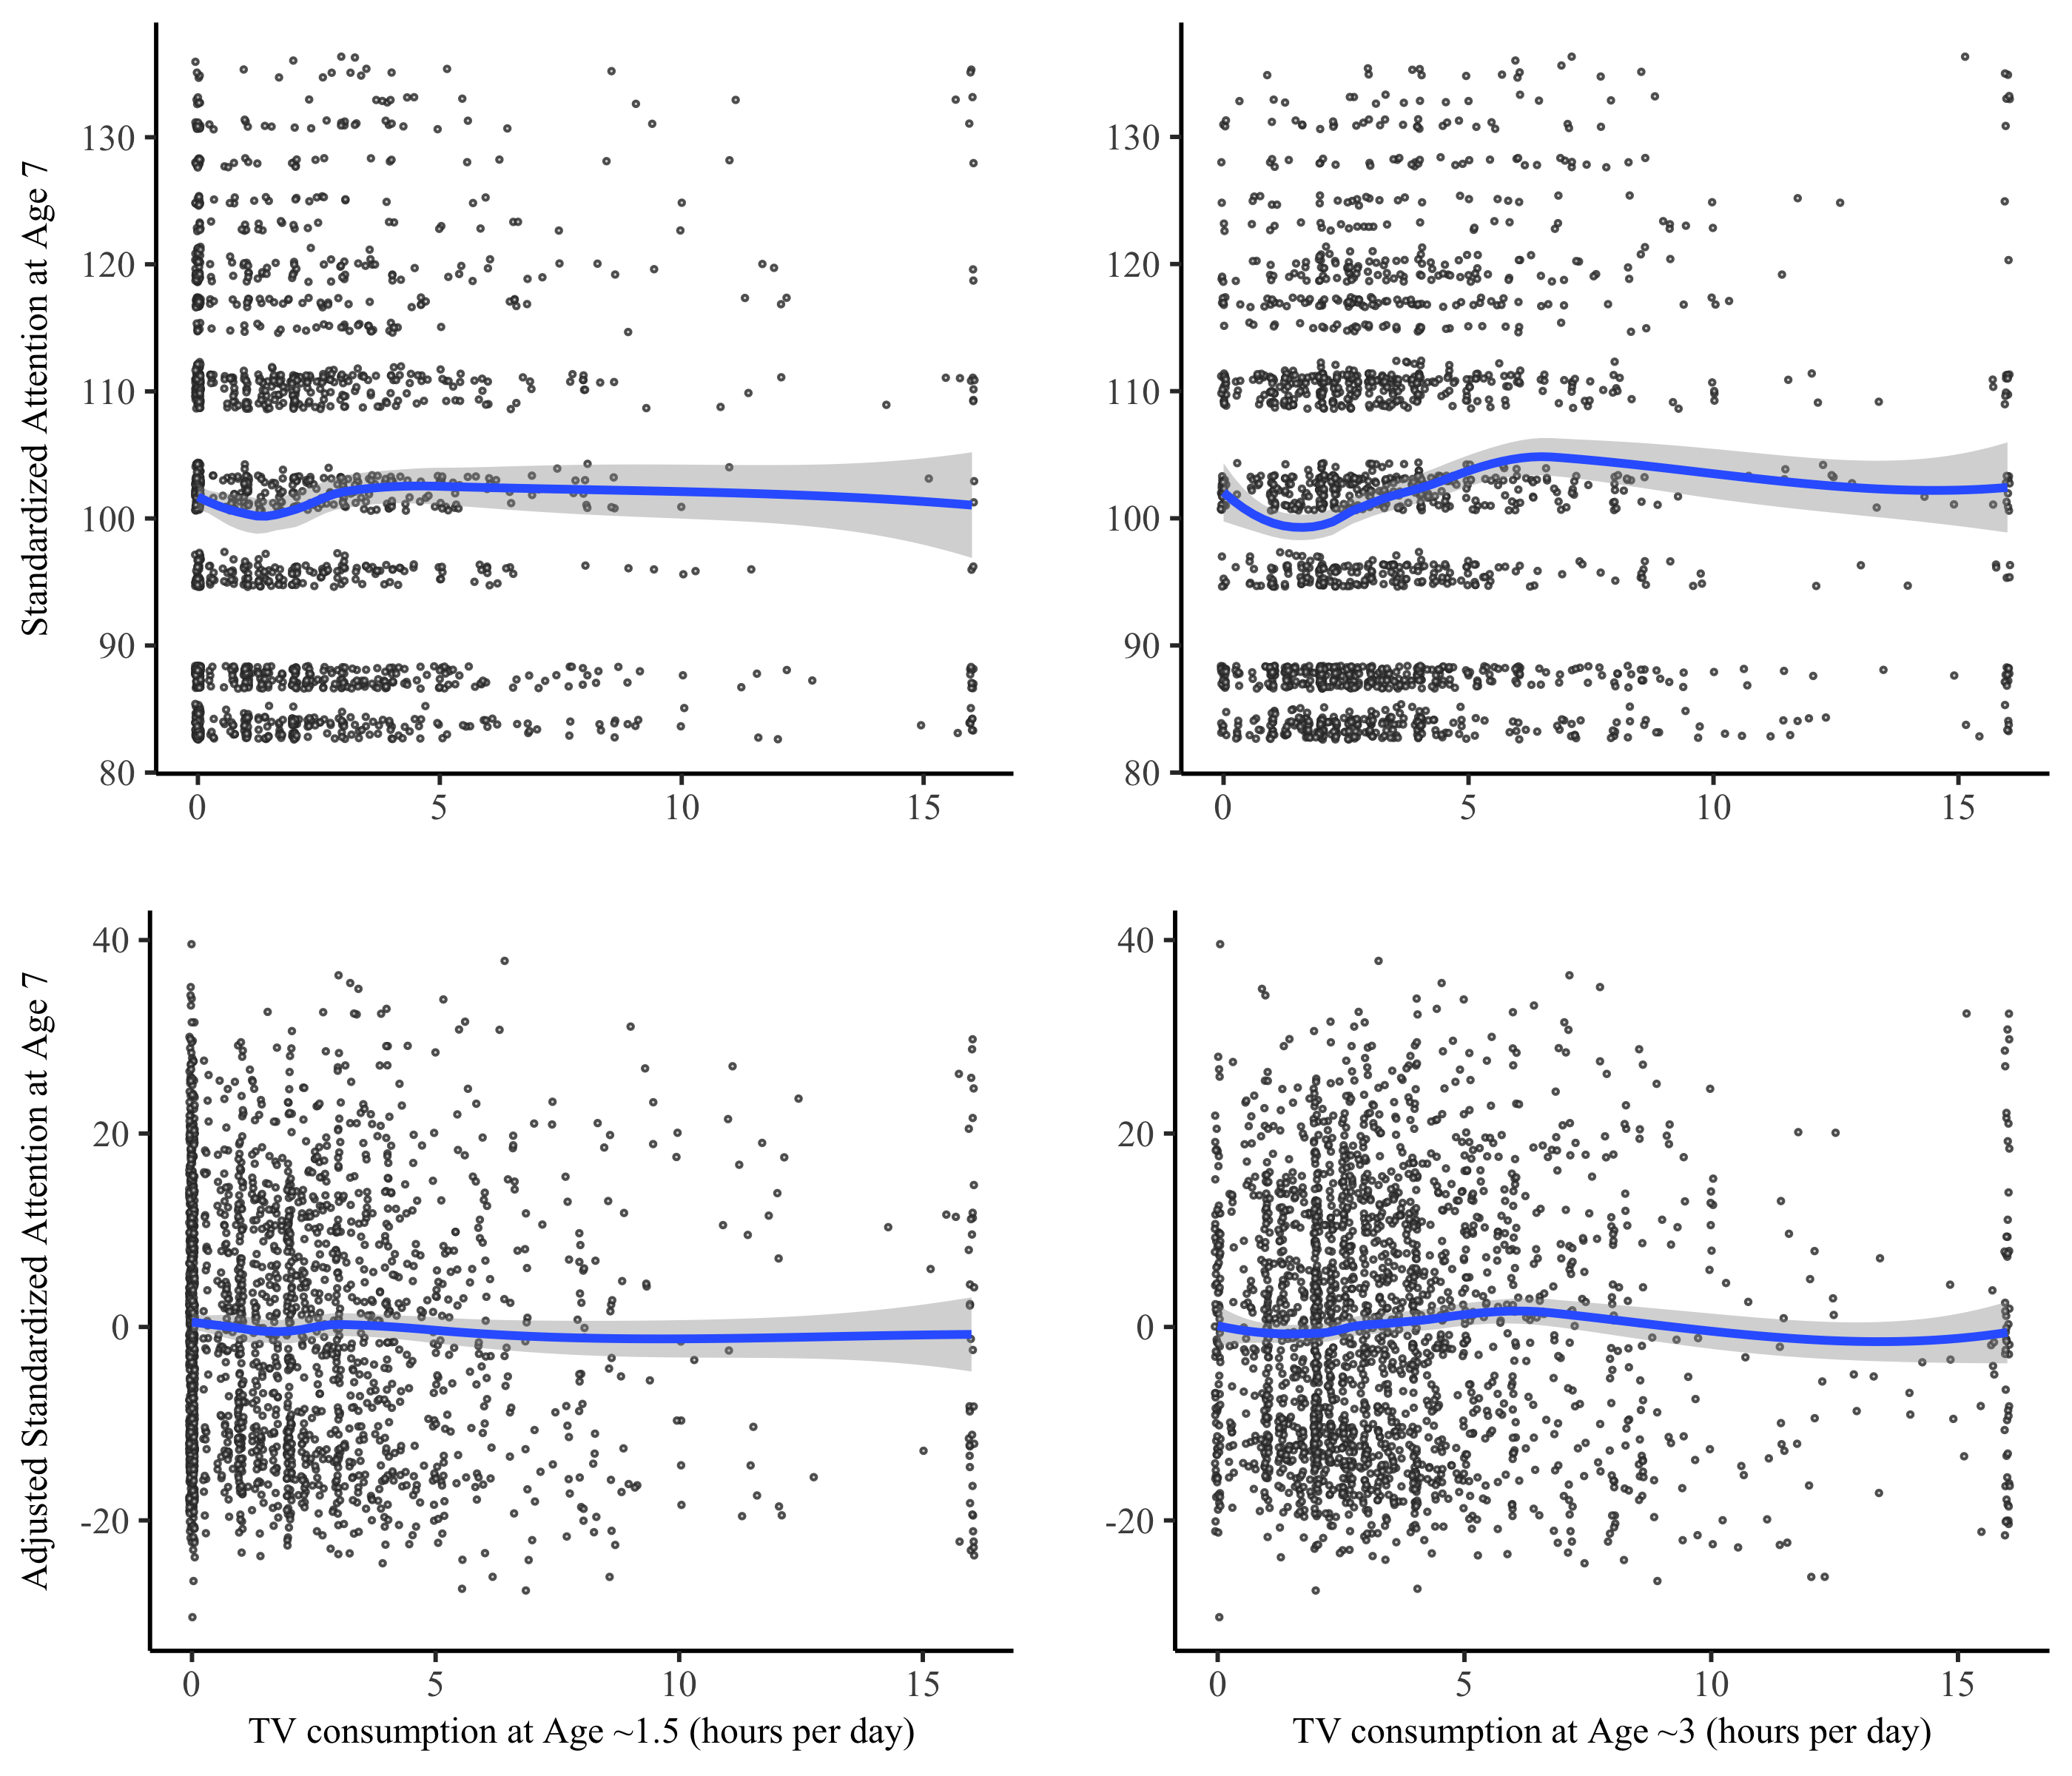 Standardized Attention at Age 7
130
120
110
100
90
80
0 5 10 15
130
120
110
100
90
80
0 5 10 15
Adjusted Standardized Attention at Age 7
40
20
0
-20
0 5 10 15
TV consumption at Age ~1.5 (hours per day)
40
20
0
-20
0 5 10 15
TV consumption at Age ~3 (hours per day)